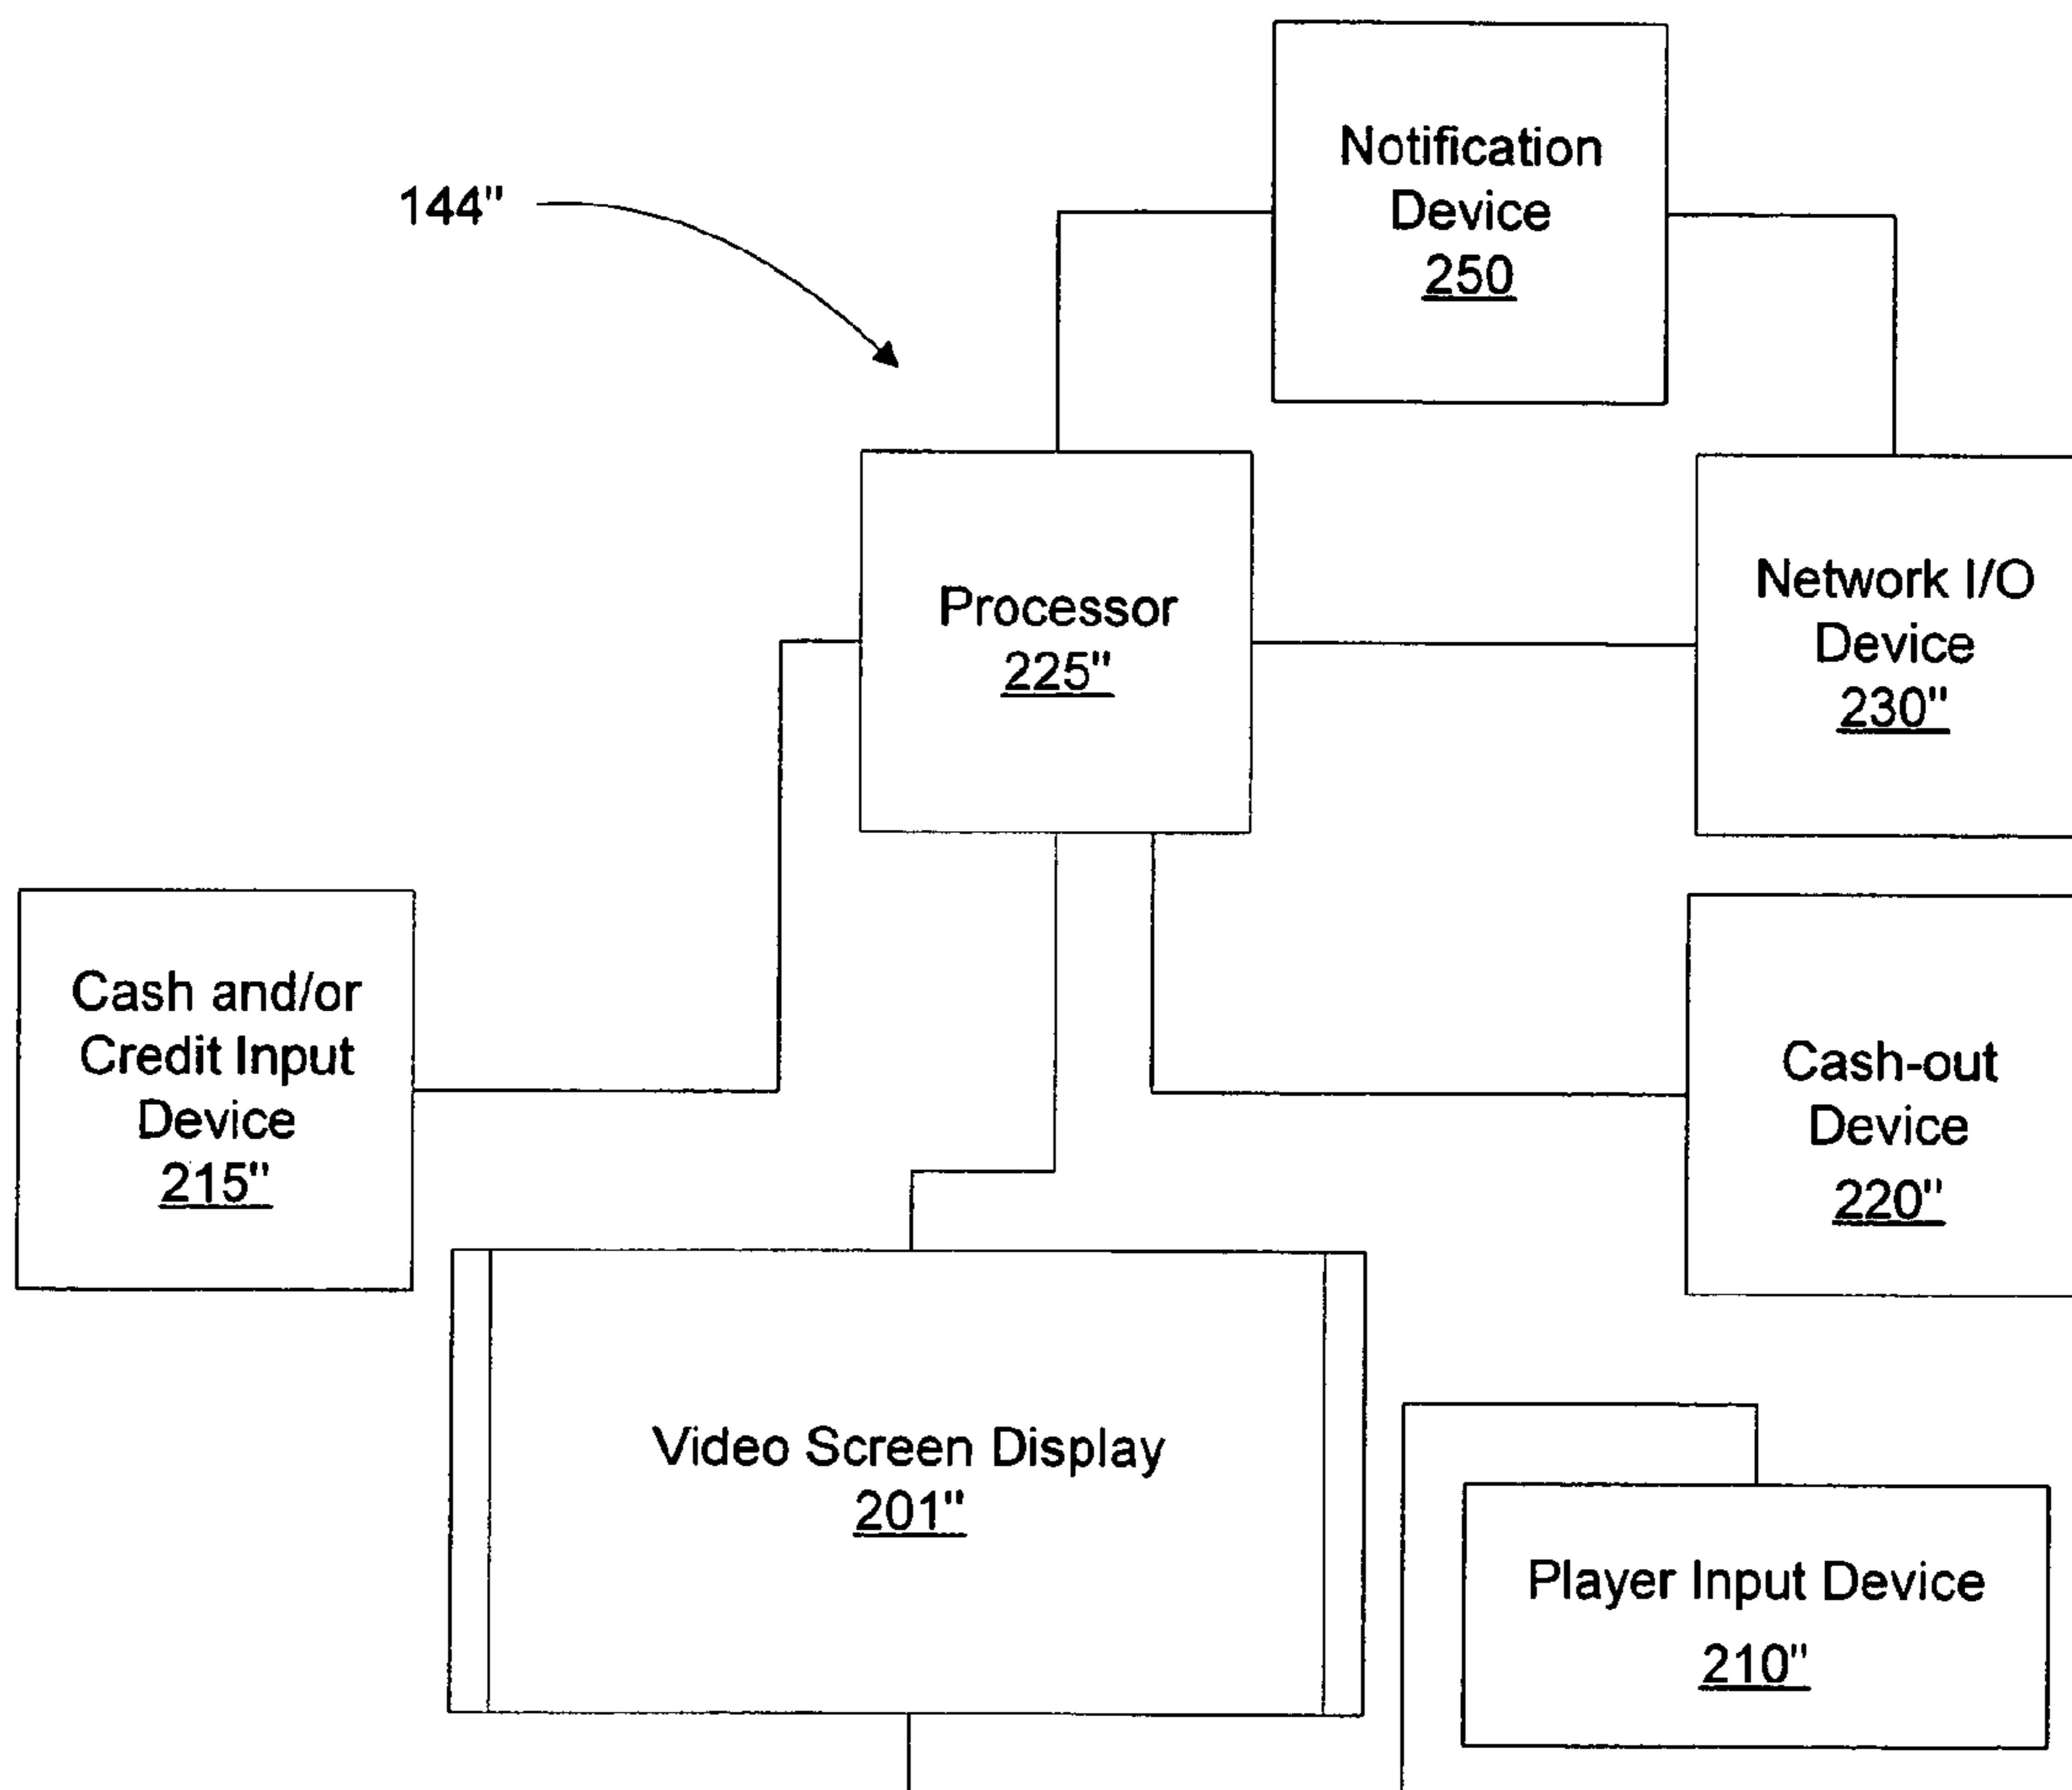 Notification
Device
250
144"
Processor
225"
Network I/O
Device
230"
Cash and/or
Credit Input
Device
215"
Cash-out
Device
220"
Video Screen Display
201"
Player Input Device
210"